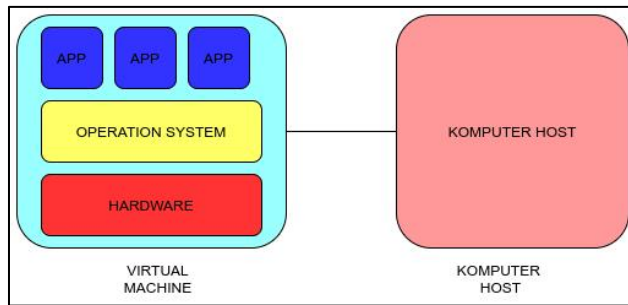 APP APP APP
OPERATION SYSTEM
KOMPUTER HOST
HARDWARE
VIRTUAL
MACHINE
KOMPUTER
HOST